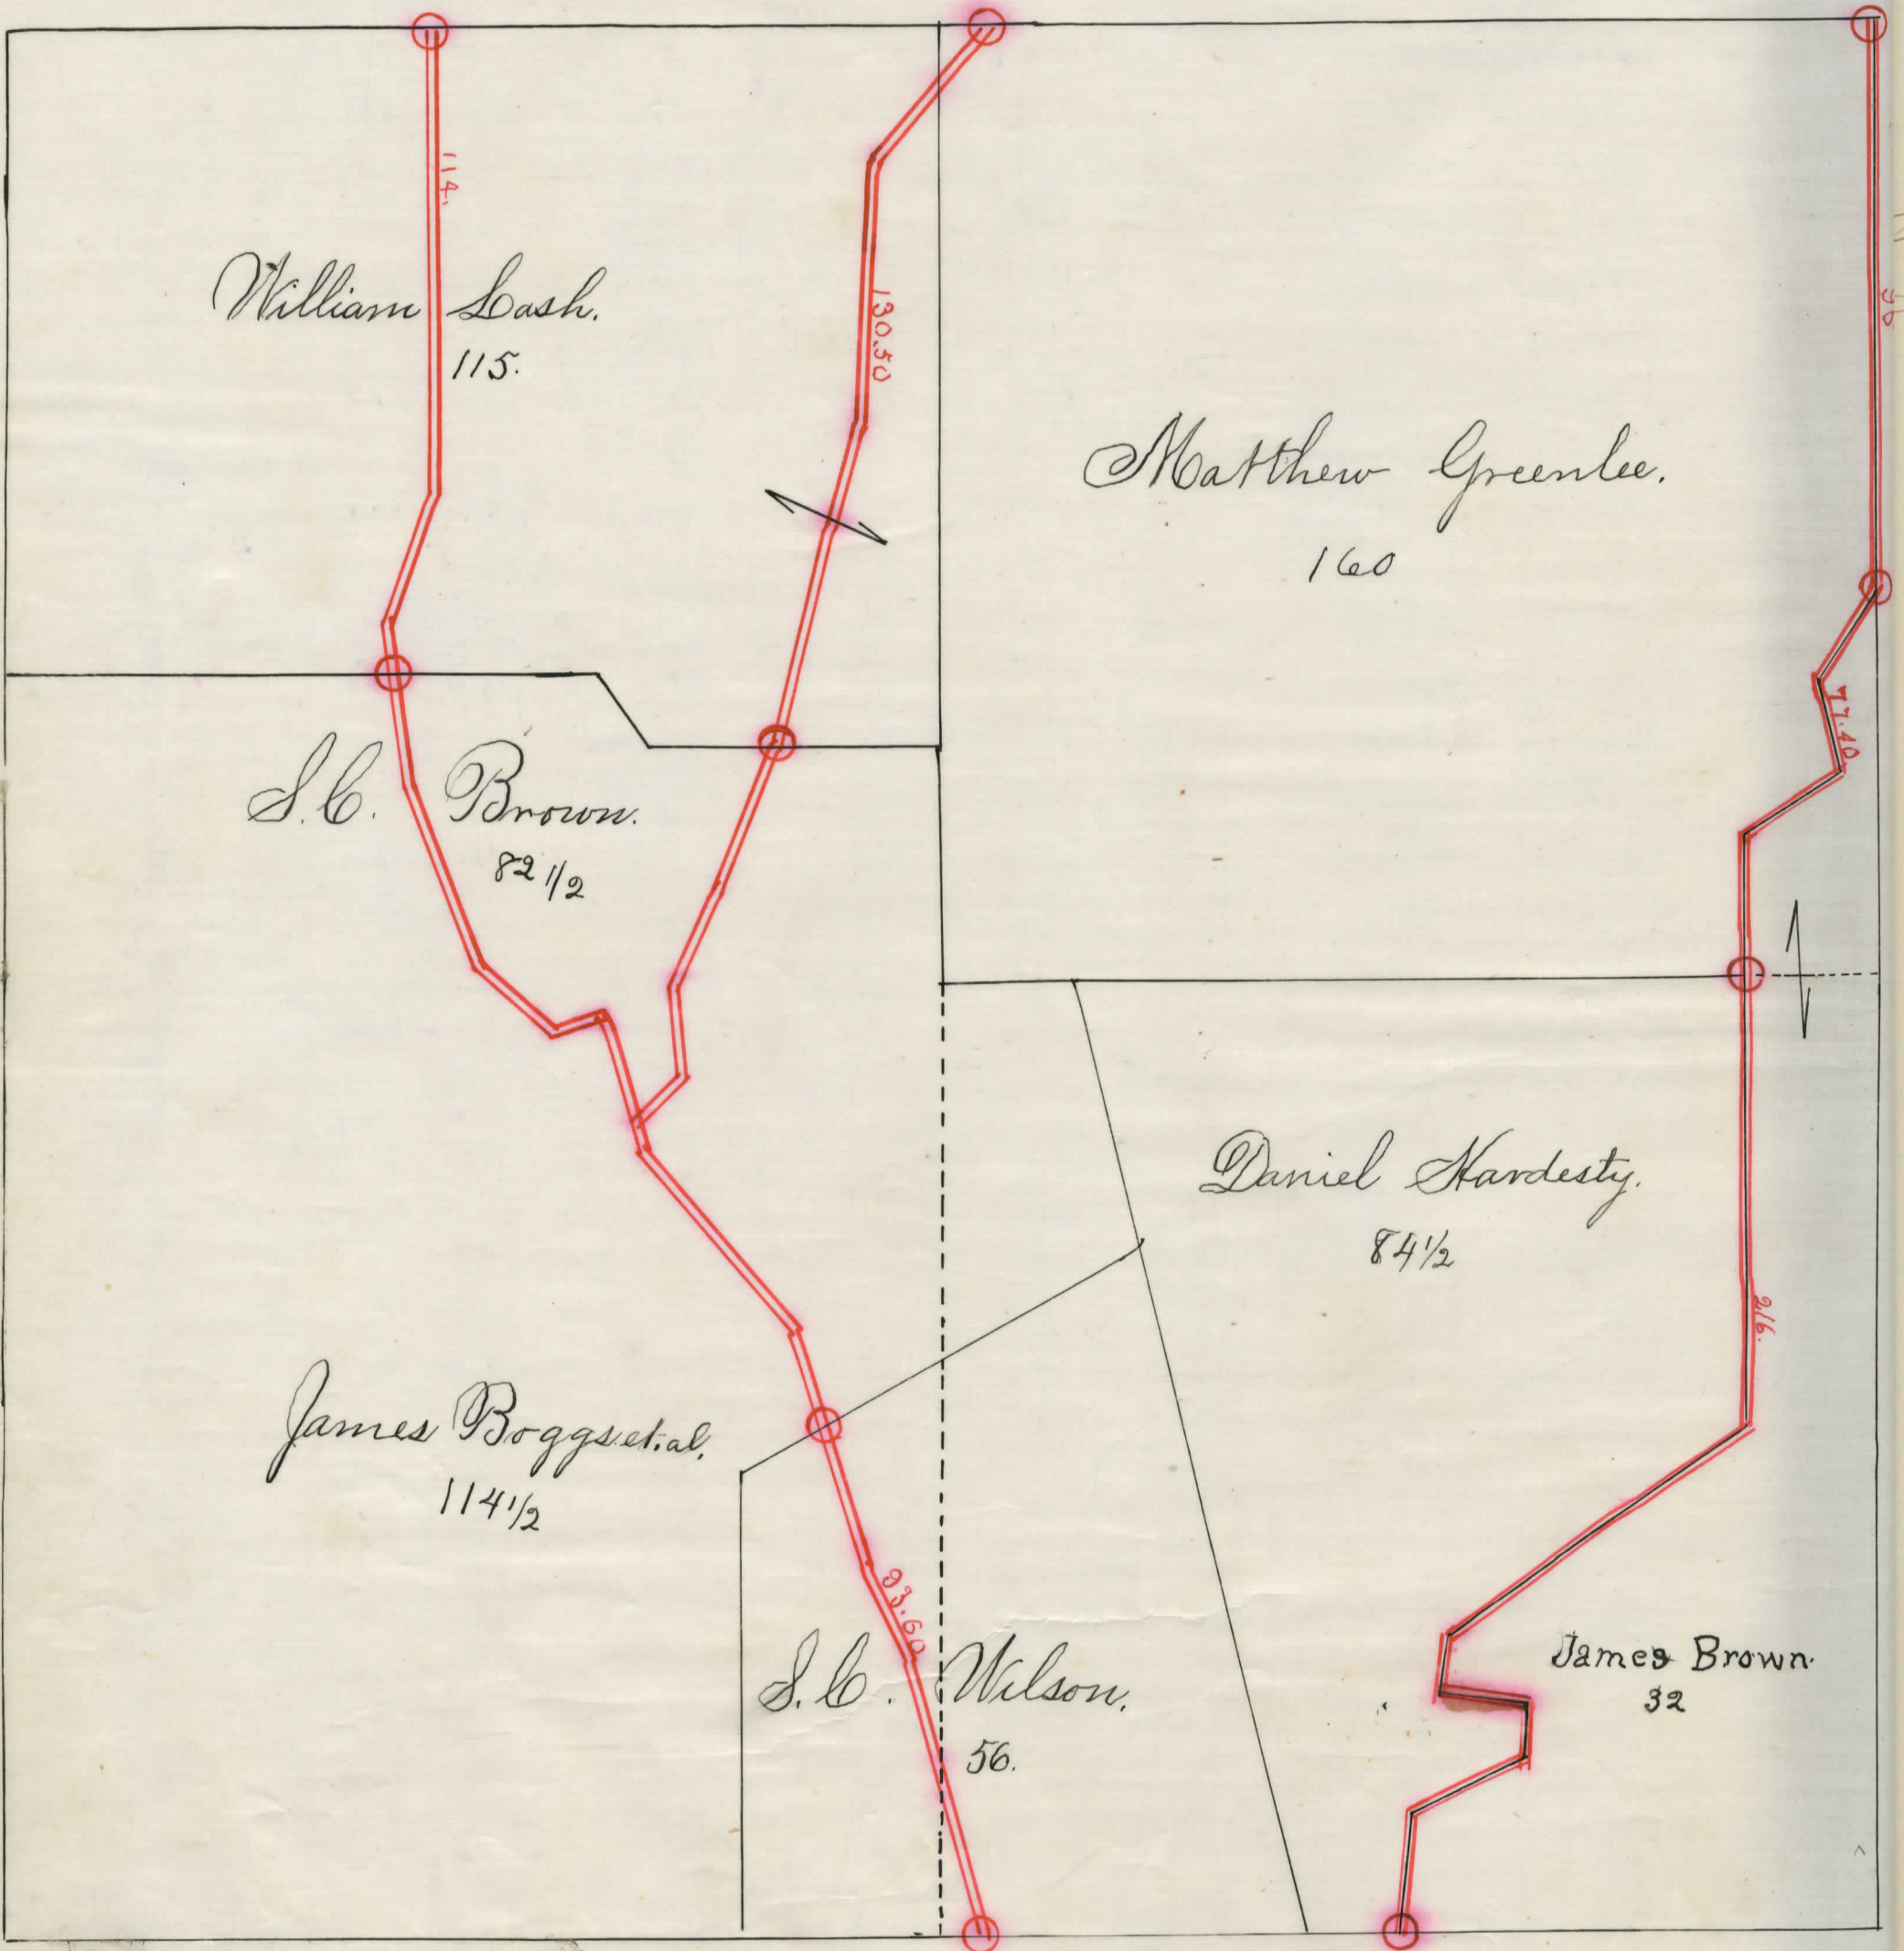 114.
William Lash.
115.
130.50
Matthew Greenlee.
160
56
77.40
S.C. Brown.
82 1/2
Daniel Hardesty.
84 1/2
216.
James Boggs et. al.
114 1/2
93.60
S.C. Wilson.
56.
James Brown.
32